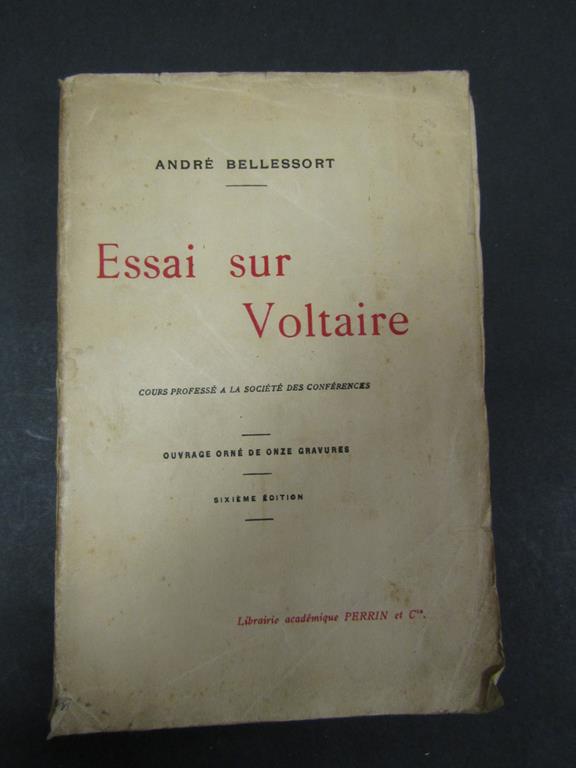 ANDRÉ BELLESSORT
Essai sur
Voltaire
COURS PROFESSÉ A LA SOCIÉTÉ DES CONFÉRENCES
OUVRAGE ORNÉ DE ONZE GRAVURES
SIXIÈME ÉDITION
Librairie académique PERRIN et Cie.